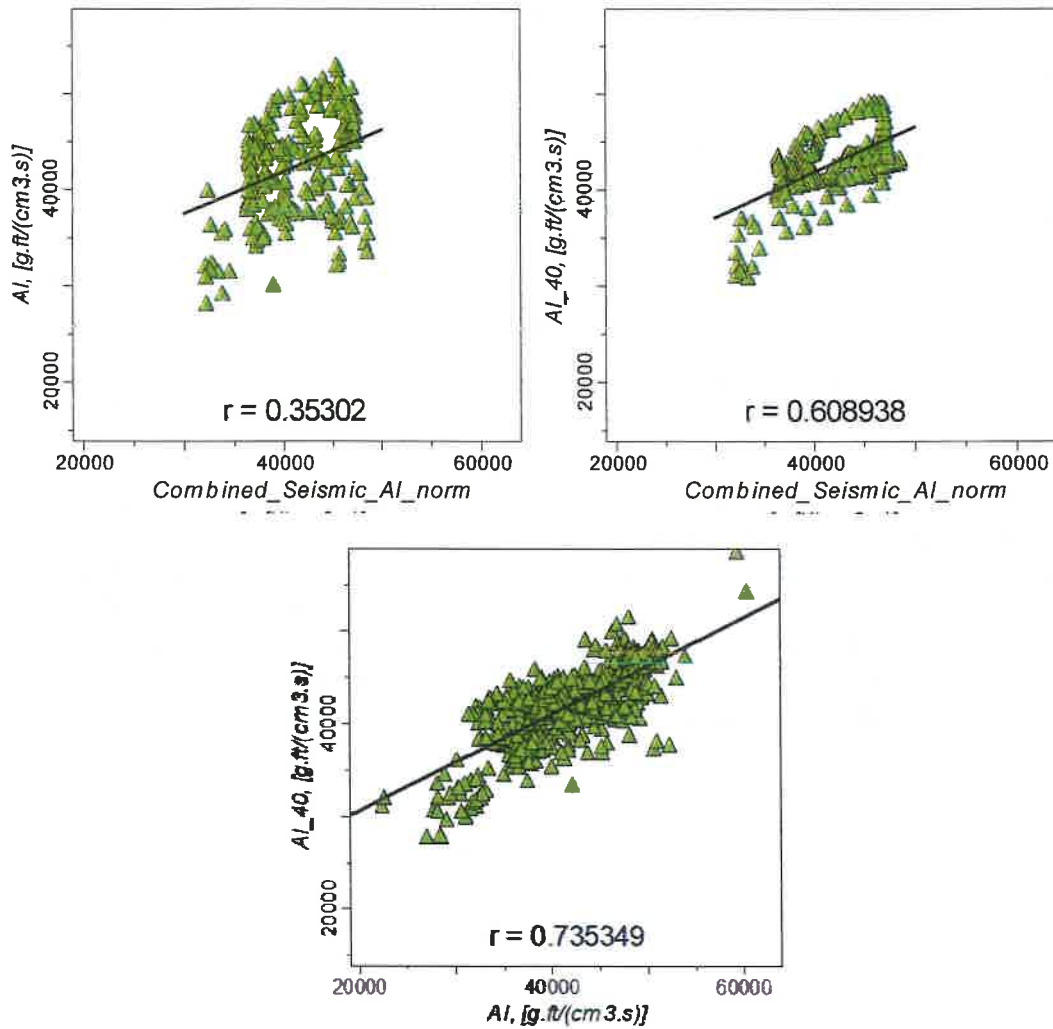 AI, [g.ft/(cm3.s)]
40000
20000
r = 0.35302
20000 40000 60000
Combined_Seismic_AI_norm
AI_40, [g.ft/(cm3.s)]
40000
20000
r = 0.608938
20000 40000 60000
Combined_Seismic_AI_norm
AI_40, [g.ft/(cm3.s)]
40000
20000
r = 0.735349
20000 40000 60000
AI, [g.ft/(cm3.s)]